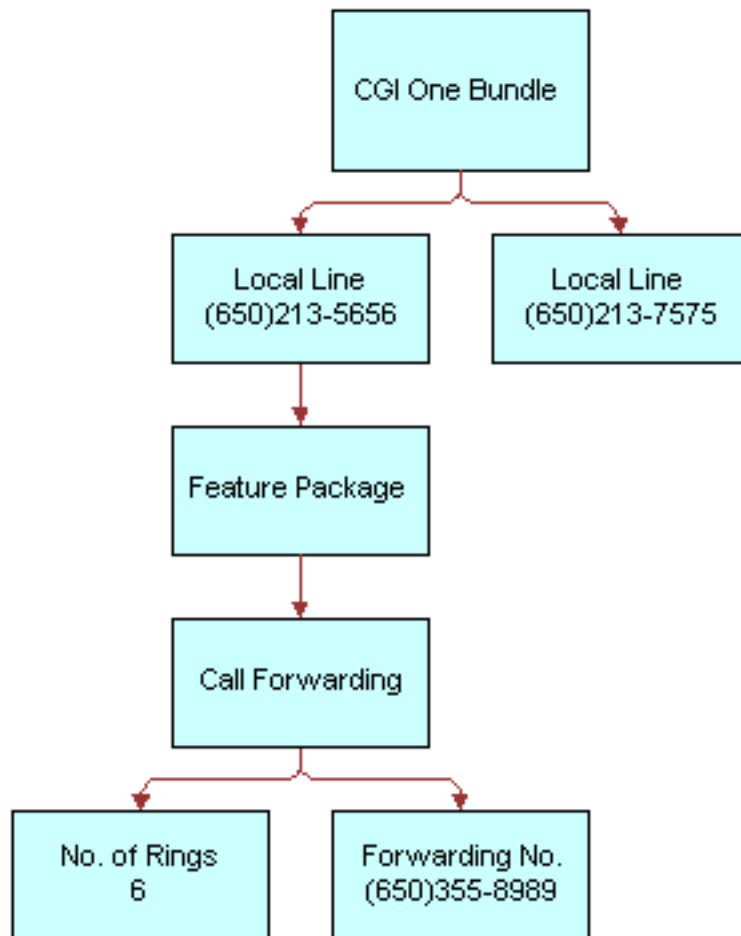 CGI One Bundle
Local Line
(650)213-5656
Local Line
(650)213-7575
Feature Package
Call Forwarding
No. of Rings
6
Forwarding No.
(650)355-8989